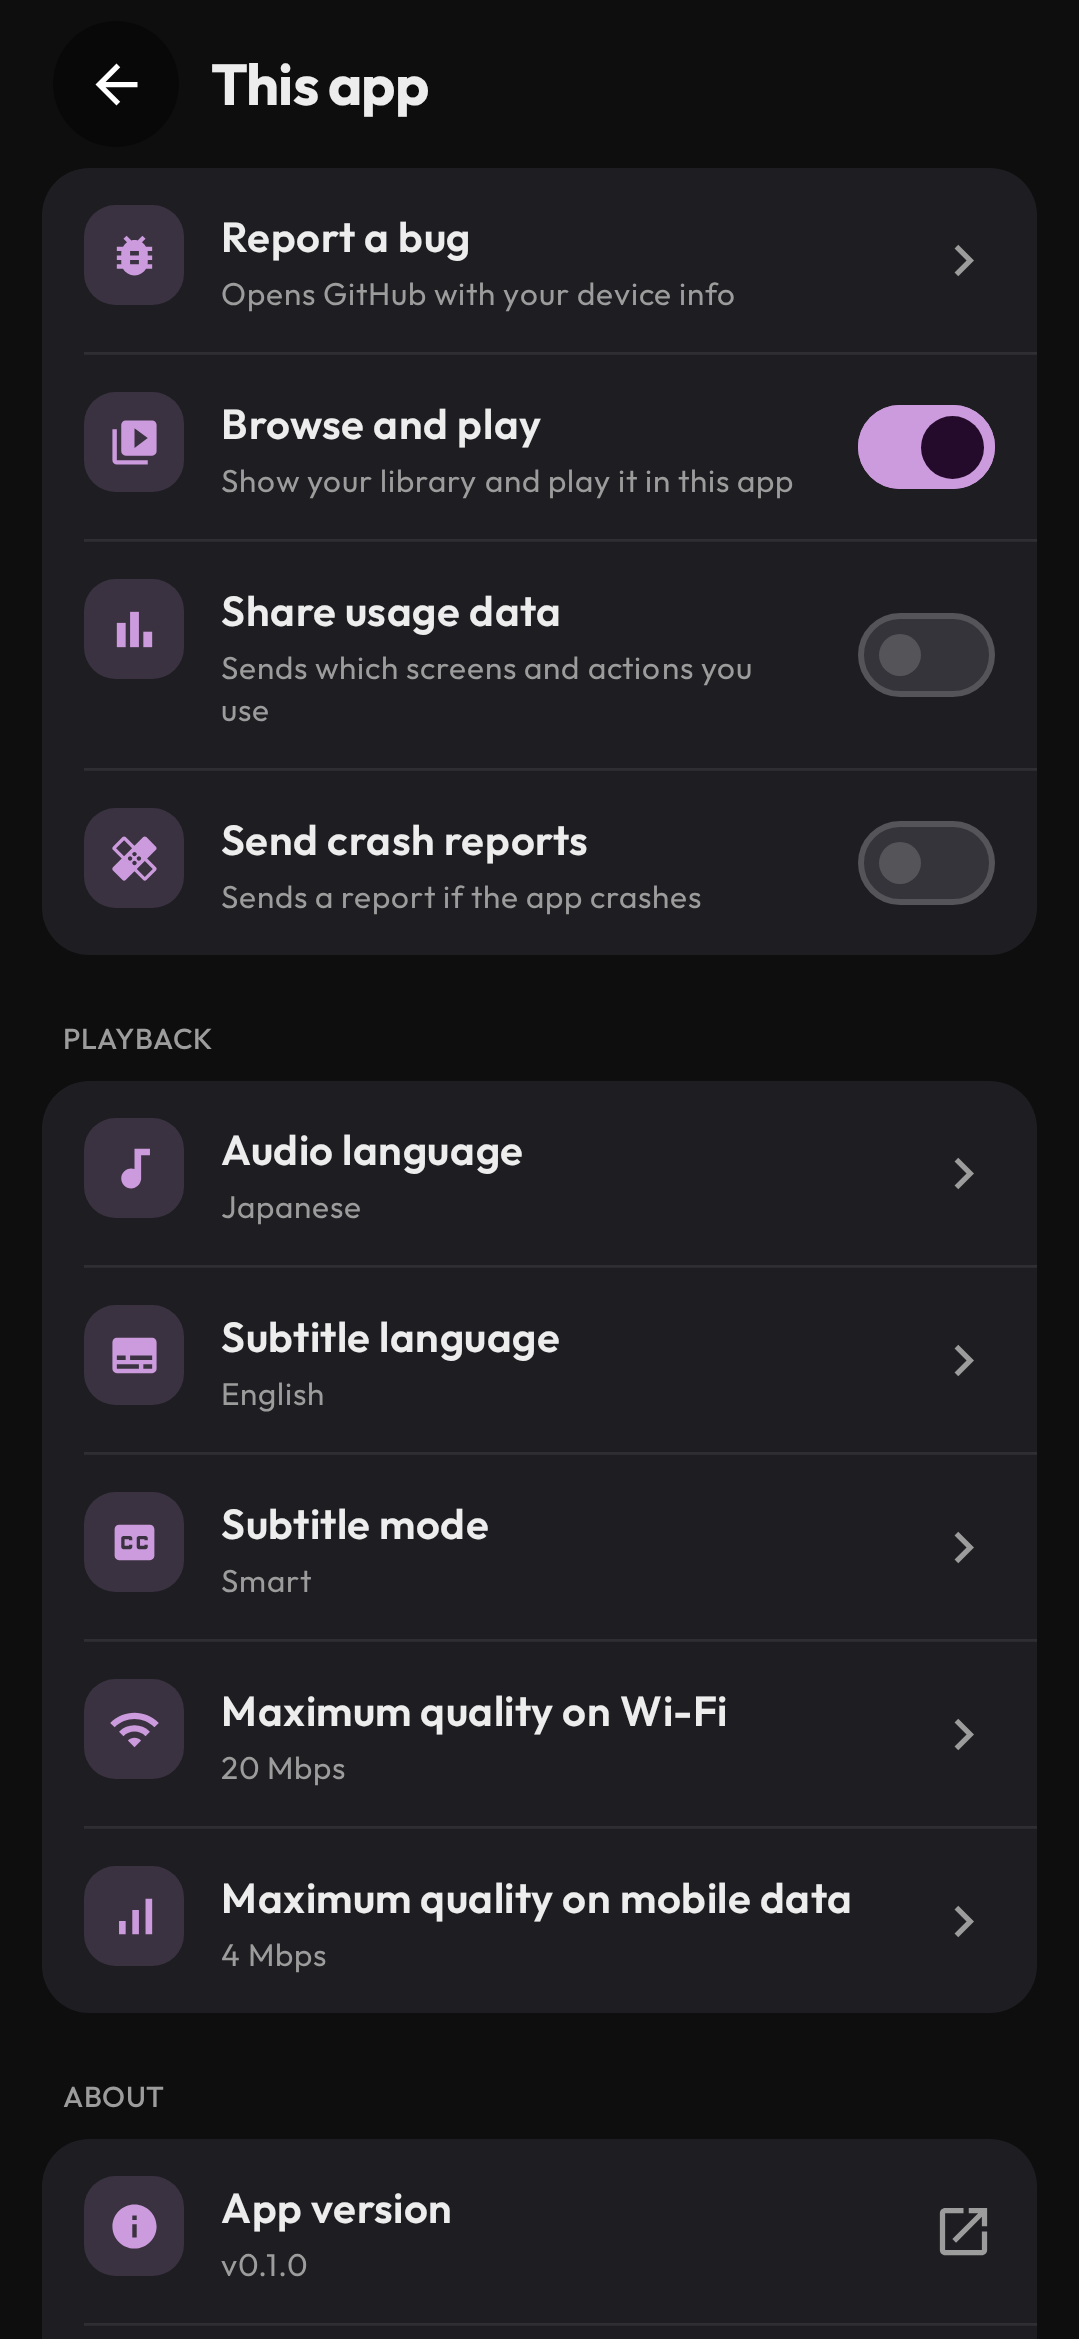 This app
Report a bug
Opens GitHub with your device info
Browse and play
Show your library and play it in this app
Share usage data
Sends which screens and actions you
use
Send crash reports
Sends a report if the app crashes
PLAYBACK
Audio language
Japanese
Subtitle language
English
CC
Subtitle mode
Smart
Maximum quality on Wi-Fi
20 Mbps
Maximum quality on mobile data
4 Mbps
ABOUT
App version
v0.1.0